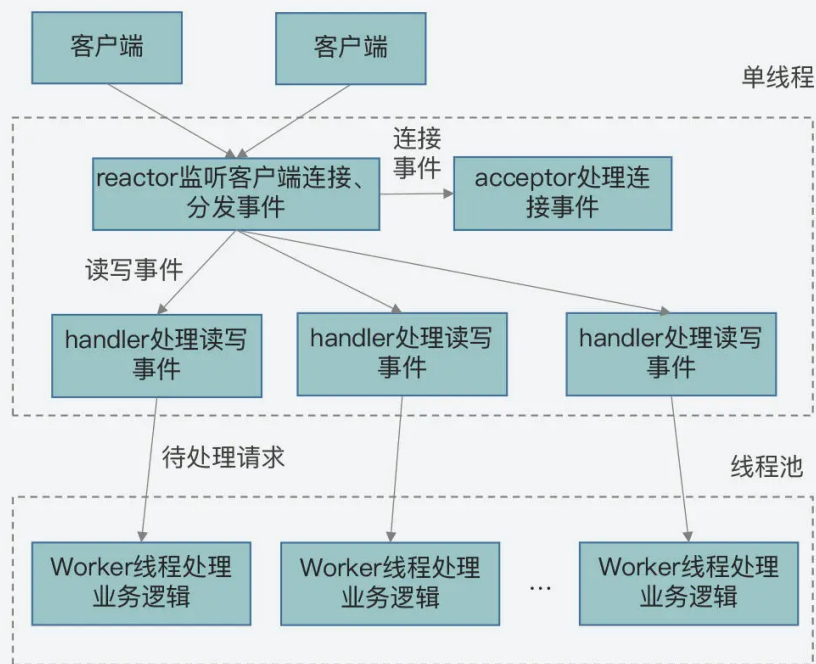 客户端
客户端
单线程
连接
事件
reactor监听客户端连接、
分发事件
acceptor处理连
接事件
读写事件
handler处理读写
事件
handler处理读写
事件
handler处理读写
事件
待处理请求
线程池
Worker线程处理
业务逻辑
Worker线程处理
业务逻辑
...
Worker线程处理
业务逻辑